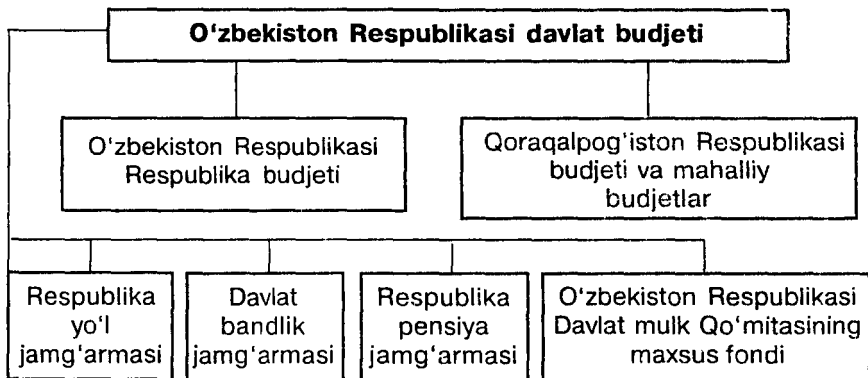 O‘zbekiston Respublikasi davlat budjeti
O‘zbekiston Respublikasi
Respublika budjeti
Qoraqalpog‘iston Respublikasi
budjeti va mahalliy
budjetlar
Respublika
yo‘l
jamg‘armasi
Davlat
bandlik
jamg‘armasi
Respublika
pensiya
jamg‘armasi
O‘zbekiston Respublikasi
Davlat mulk Qo‘mitasining
maxsus fondi